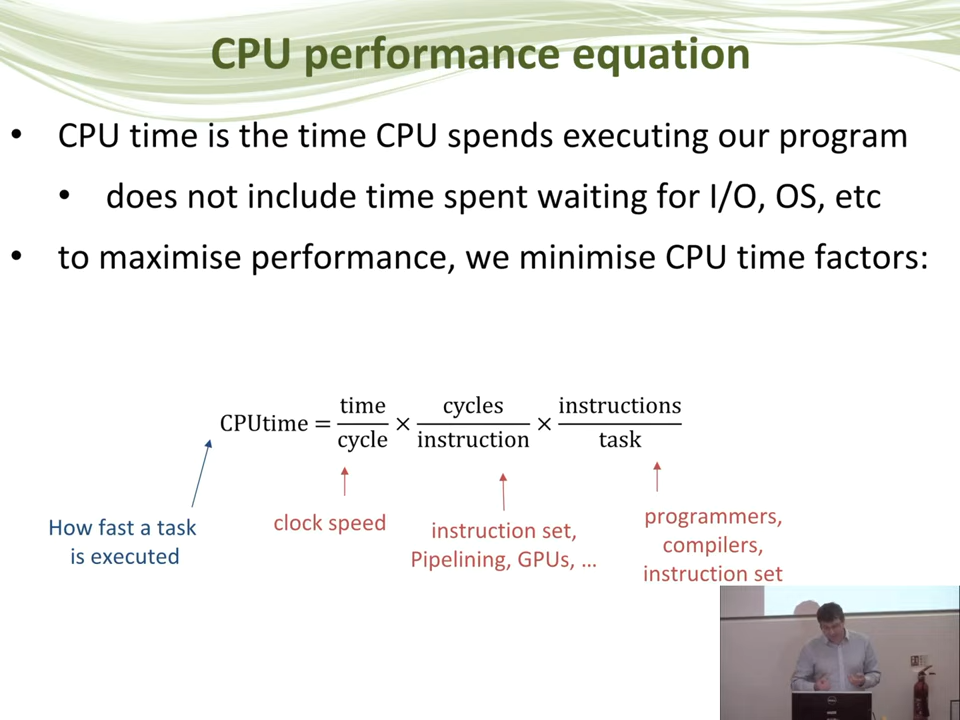 CPU performance equation
• CPU time is the time CPU spends executing our program
• does not include time spent waiting for I/O, OS, etc
• to maximise performance, we minimise CPU time factors:
CPUtime = time/cycle × cycles/instruction × instructions/task
How fast a task
is executed
clock speed
instruction set,
Pipelining, GPUs, …
programmers,
compilers,
instruction set